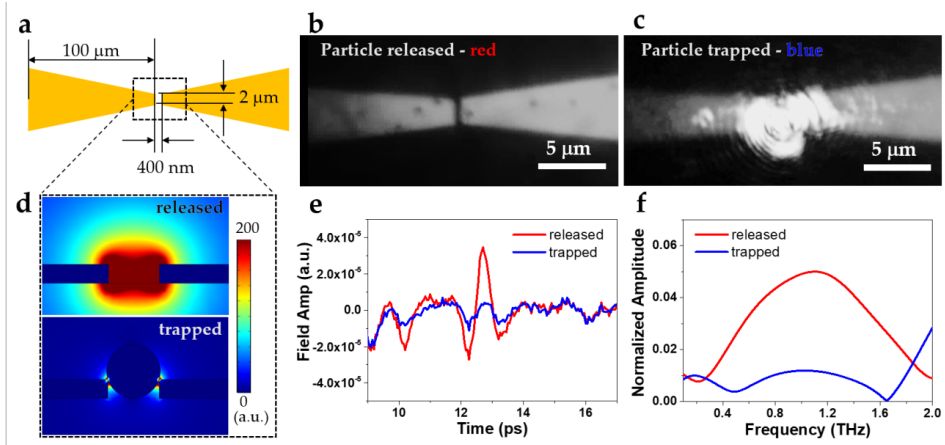 a
100 μm
2 μm
400 nm
b
Particle released - red
5 μm
c
Particle trapped - blue
5 μm
d
released
trapped
200
0
(a.u.)
e
Field Amp (a.u.)
4.0x10⁻⁵
0.0
-2.0x10⁻⁵
-4.0x10⁻⁵
released
trapped
10
12
14
16
Time (ps)
f
Normalized Amplitude
0.06
0.04
0.02
0.00
released
trapped
0.4
0.8
1.2
1.6
2.0
Frequency (THz)